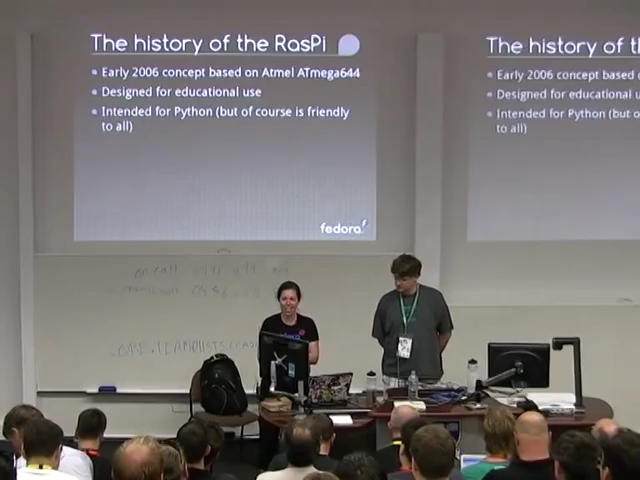 The history of the RasPi
Early 2006 concept based on Atmel ATmega644
Designed for educational use
Intended for Python (but of course is friendly
to all)
fedora
The history of t
Early 2006 concept based
Designed for educational u
Intended for Python (but o
to all)
on call